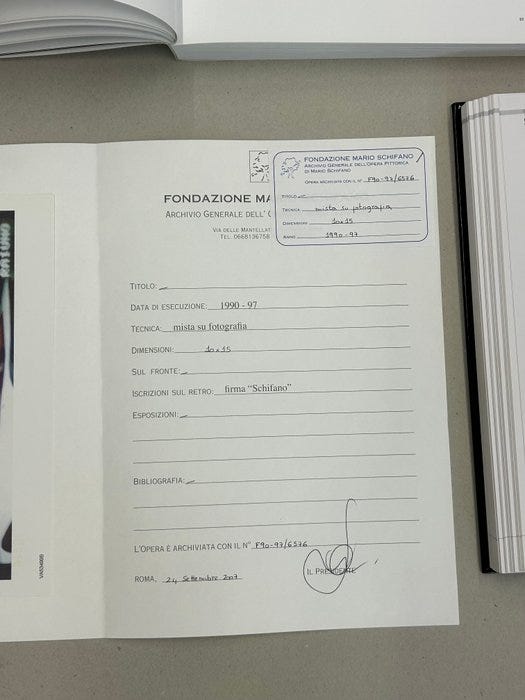 FONDAZIONE MARIO SCHIFANO
ARCHIVIO GENERALE DELL'OPERA PITTORICA
DI MARIO SCHIFANO
OPERA ARCHIVIATA CON IL N° F90-97/6576
TITOLO
TECNICA mista su fotografia
DIMENSIONI 10x15
ANNO 1990-97
FONDAZIONE MA
ARCHIVIO GENERALE DELL'
VIA DELLE MANTELLAT
TEL. 0668136758
TITOLO:
DATA DI ESECUZIONE: 1990 - 97
TECNICA: mista su fotografia
DIMENSIONI: 10x15
SUL FRONTE:
ISCRIZIONI SUL RETRO: firma "Schifano"
ESPOSIZIONI:
BIBLIOGRAFIA:
L'OPERA È ARCHIVIATA CON IL N° F90-97/6576
ROMA, 24 Settembre 2007
IL PRESIDENTE